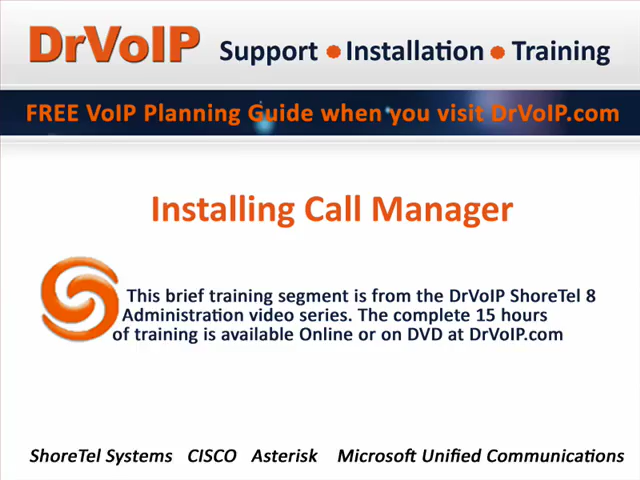 DrVoIP Support • Installation • Training
FREE VoIP Planning Guide when you visit DrVoIP.com
Installing Call Manager
This brief training segment is from the DrVoIP ShoreTel 8
Administration video series. The complete 15 hours
of training is available Online or on DVD at DrVoIP.com
ShoreTel Systems CISCO Asterisk Microsoft Unified Communications